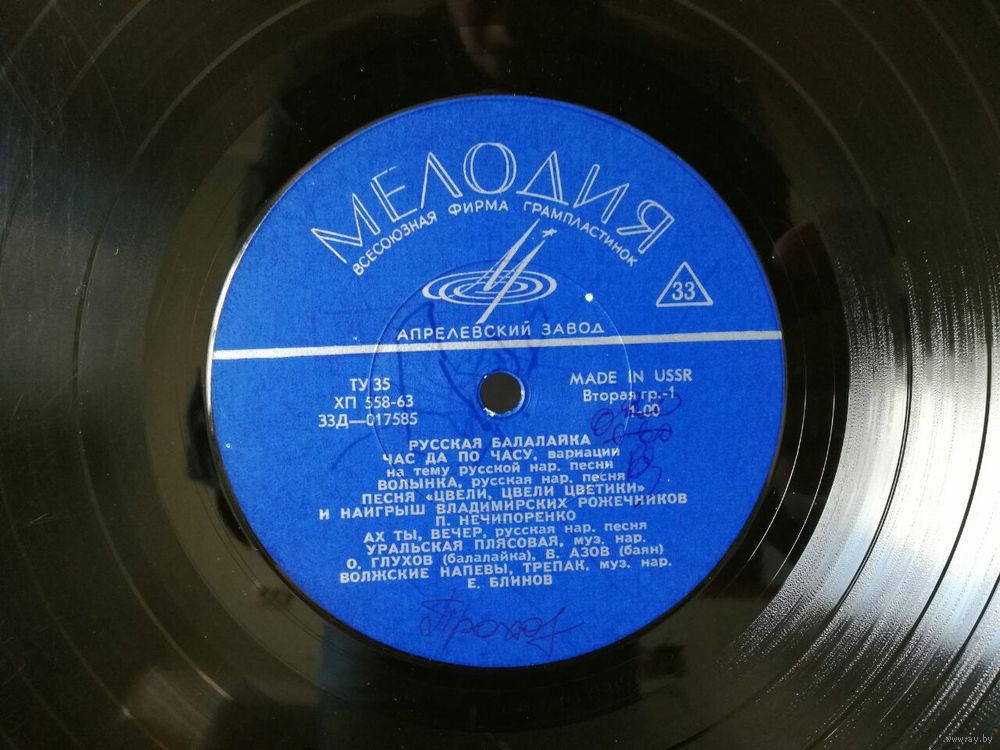 МЕЛОДИЯ
ВСЕСОЮЗНАЯ ФИРМА ГРАМПЛАСТИНОК
33
АПРЕЛЕВСКИЙ ЗАВОД
ТУ 35
ХП 558-63
33Д—017585
MADE IN USSR
Вторая гр.-1
1-00
РУССКАЯ БАЛАЛАЙКА
ЧАС ДА ПО ЧАСУ, вариации
на тему русской нар. песни
ВОЛЫНКА, русская нар. песня
ПЕСНЯ «ЦВЕЛИ, ЦВЕЛИ ЦВЕТИКИ»
И НАИГРЫШ ВЛАДИМИРСКИХ РОЖЕЧНИКОВ
П. НЕЧИПОРЕНКО
АХ ТЫ, ВЕЧЕР, русская нар. песня
УРАЛЬСКАЯ ПЛЯСОВАЯ, муз. нар.
О. ГЛУХОВ (балалайка), В. АЗОВ (баян)
ВОЛЖСКИЕ НАПЕВЫ, ТРЕПАК, муз. нар.
Е. БЛИНОВ
www.ay.by